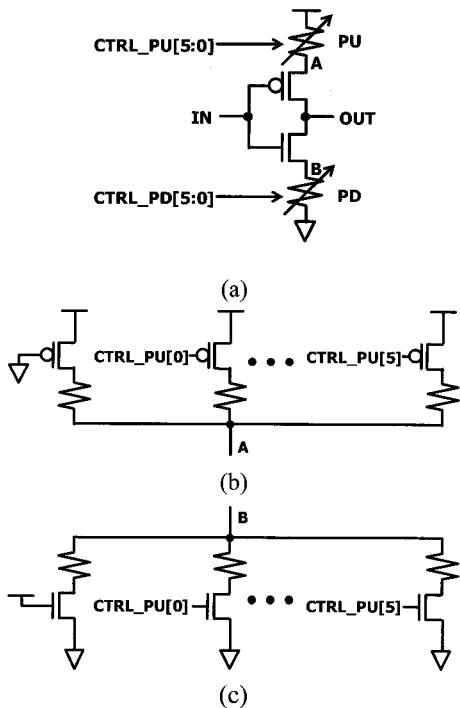 CTRL_PU[5:0]
PU
A
IN
OUT
B
CTRL_PD[5:0]
PD
(a)
CTRL_PU[0]
CTRL_PU[5]
A
(b)
B
CTRL_PU[0]
CTRL_PU[5]
(c)